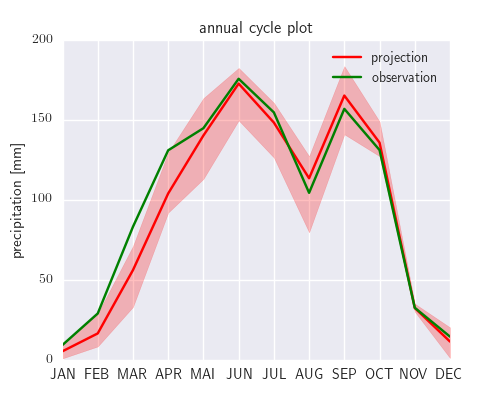 annual cycle plot
projection
observation
precipitation [mm]
200
150
100
50
0
JAN FEB MAR APR MAI JUN JUL AUG SEP OCT NOV DEC